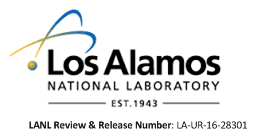 Los Alamos
NATIONAL LABORATORY
EST.1943
LANL Review & Release Number: LA-UR-16-28301